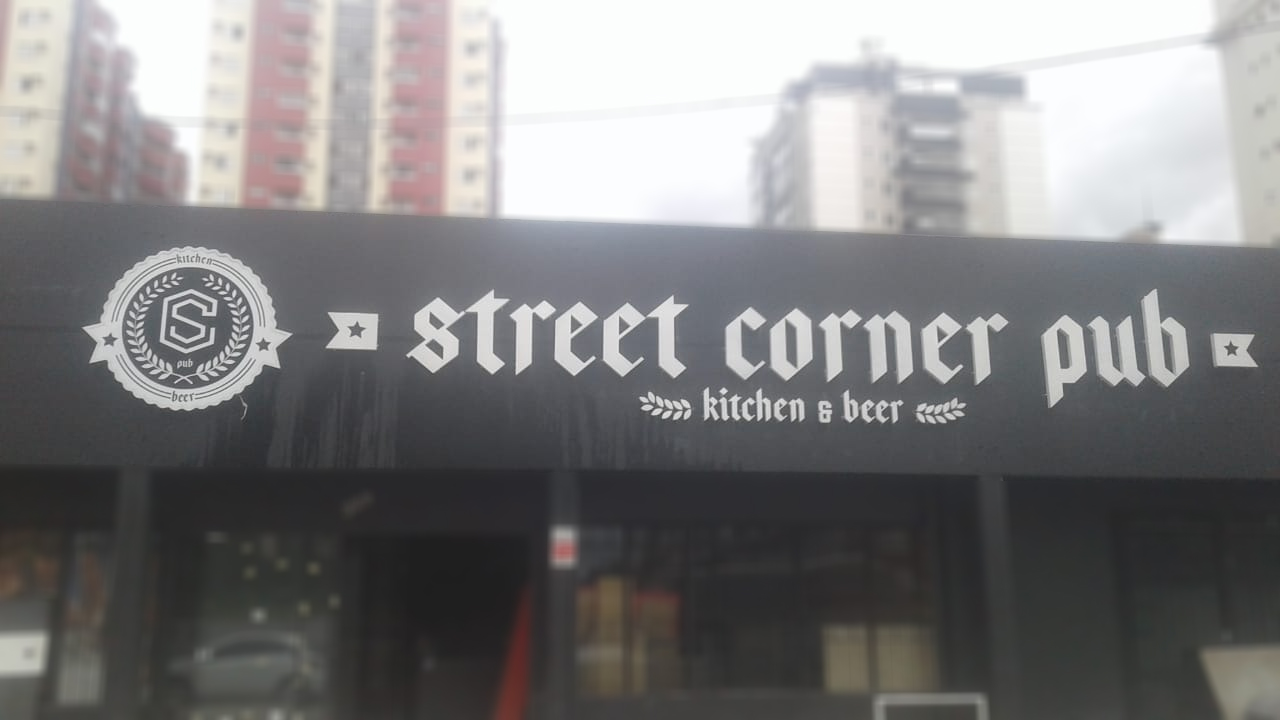 kitchen
S
pub
beer
street corner pub
kitchen & beer